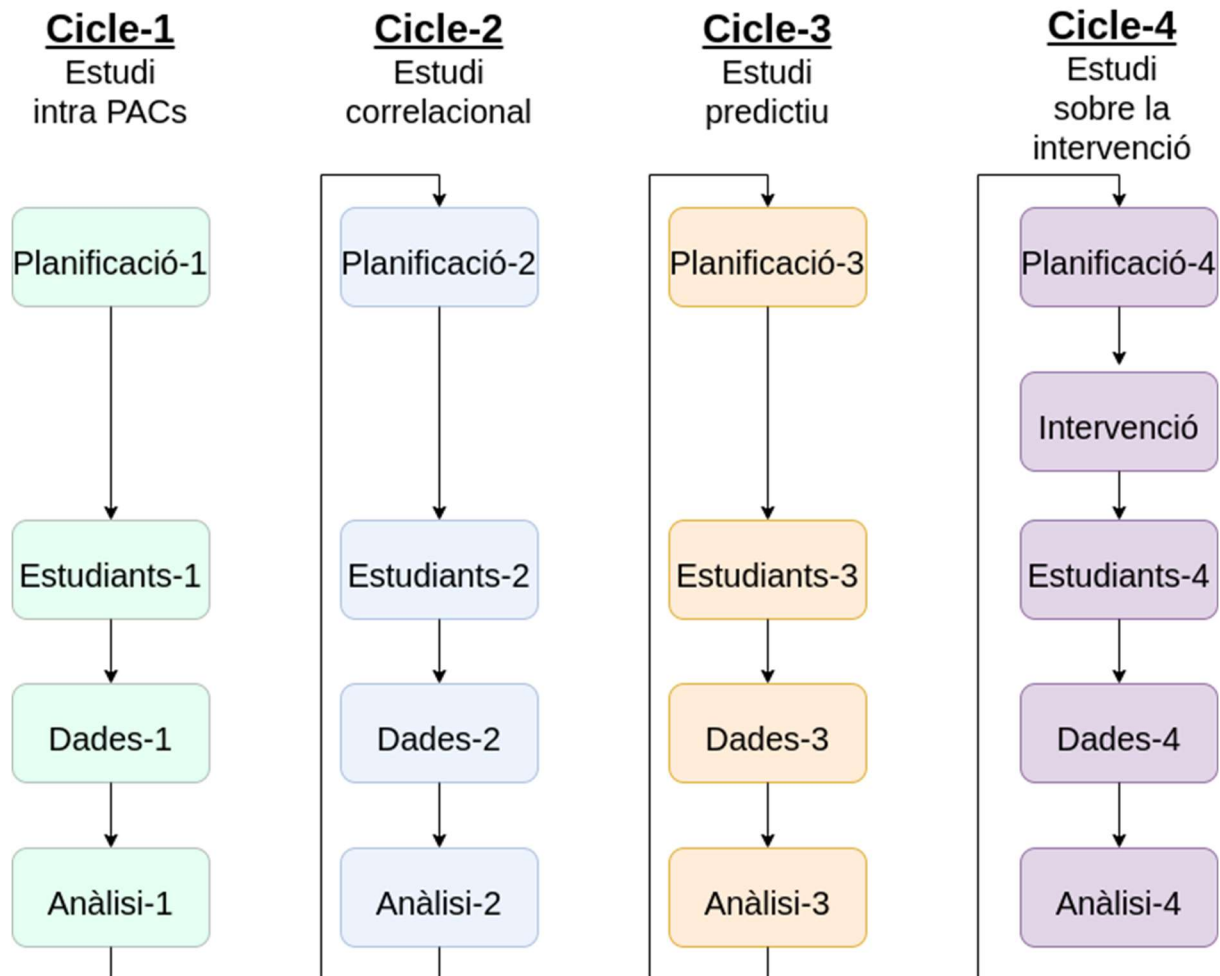 Cicle-1
Estudi
intra PACs
Planificació-1
Estudiants-1
Dades-1
Anàlisi-1
Cicle-2
Estudi
correlacional
Planificació-2
Estudiants-2
Dades-2
Anàlisi-2
Cicle-3
Estudi
predictiu
Planificació-3
Estudiants-3
Dades-3
Anàlisi-3
Cicle-4
Estudi
sobre la
intervenció
Planificació-4
Intervenció
Estudiants-4
Dades-4
Anàlisi-4